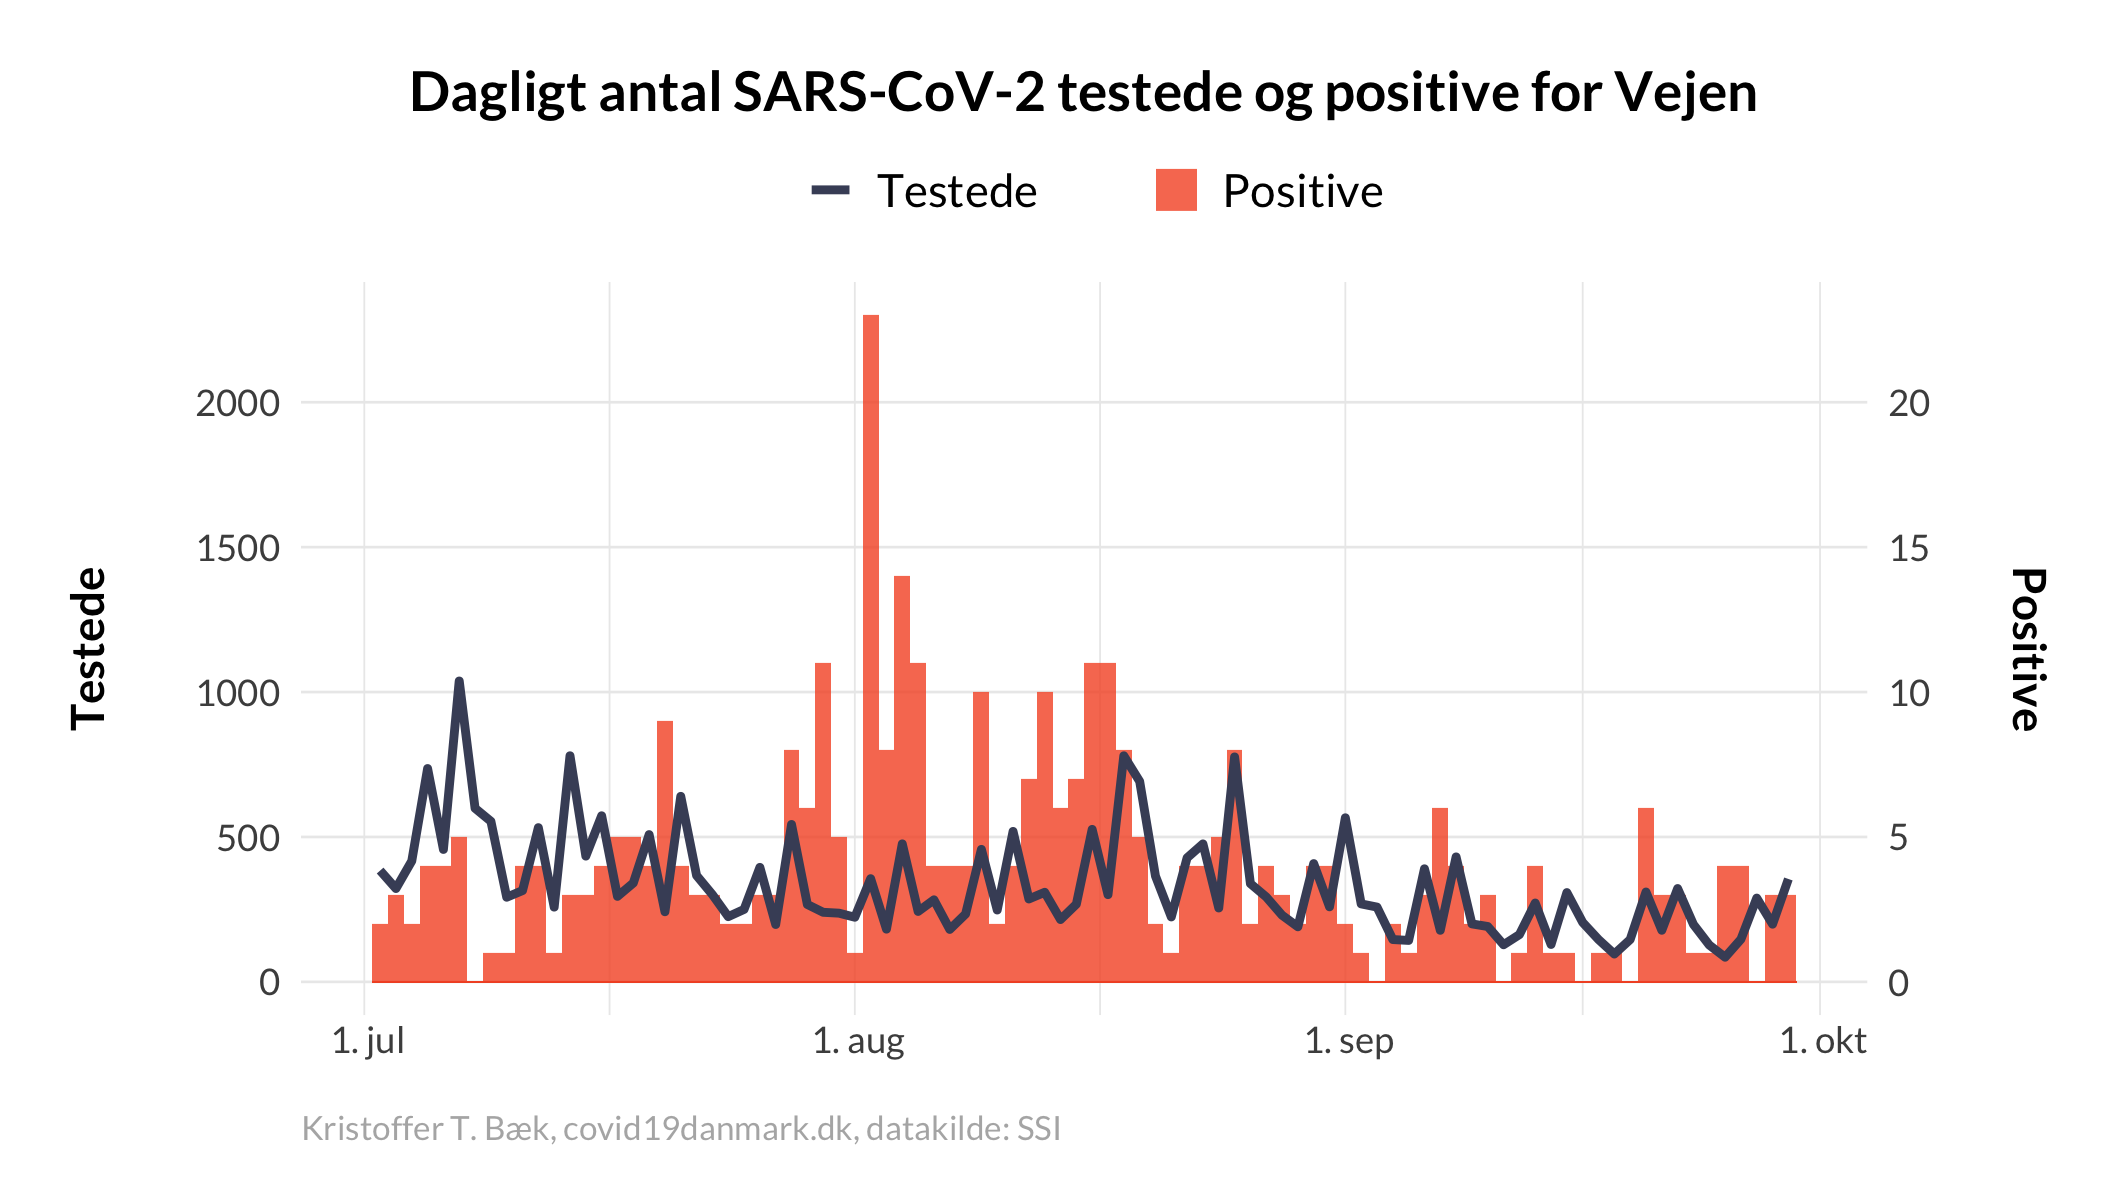 Dagligt antal SARS-CoV-2 testede og positive for Vejen
Testede
Positive
2000
1500
1000
500
0
Testede
20
15
10
5
0
Positive
1. jul
1. aug
1. sep
1. okt
Kristoffer T. Bæk, covid19danmark.dk, datakilde: SSI